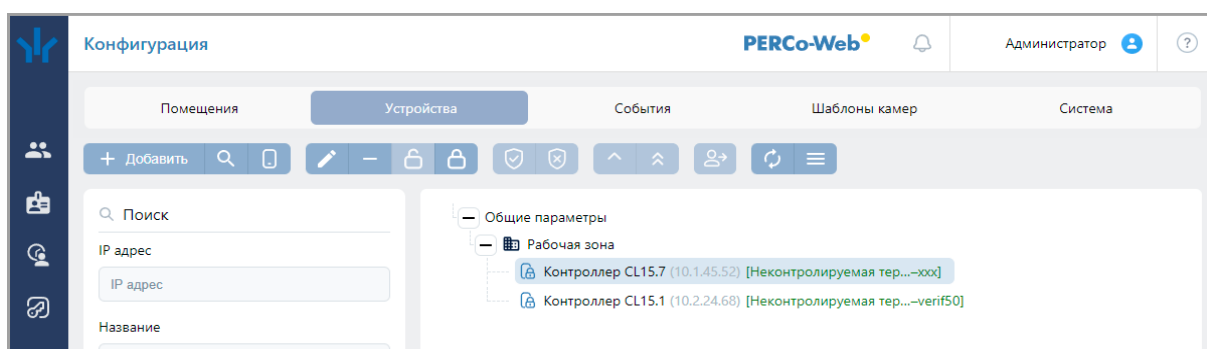 Конфигурация
PERCo-Web
Администратор
?
Помещения
Устройства
События
Шаблоны камер
Система
+ Добавить
Поиск
IP адрес
IP адрес
Название
Общие параметры
Рабочая зона
Контроллер CL15.7 (10.1.45.52) [Неконтролируемая тер...–xxx]
Контроллер CL15.1 (10.2.24.68) [Неконтролируемая тер...–verif50]